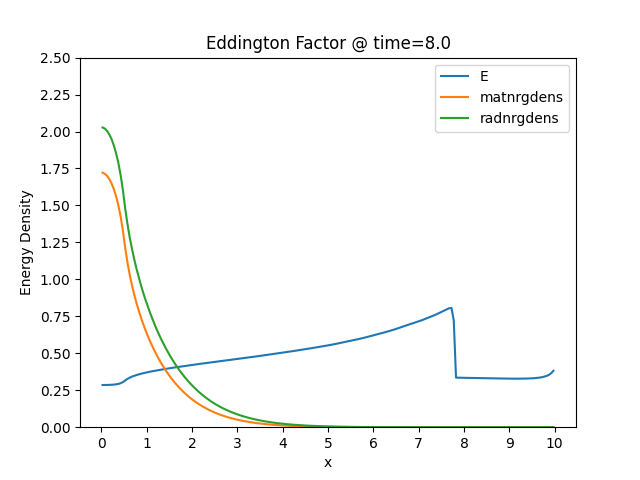 Eddington Factor @ time=8.0
2.50
2.25
2.00
1.75
1.50
1.25
1.00
0.75
0.50
0.25
0.00
Energy Density
E
matnrgdens
radnrgdens
0 1 2 3 4 5 6 7 8 9 10
x